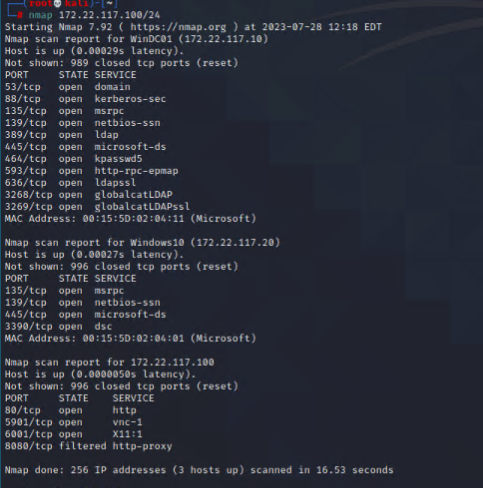 (root💀kali)-[~]
# nmap 172.22.117.100/24
Starting Nmap 7.92 ( https://nmap.org ) at 2023-07-28 12:18 EDT
Nmap scan report for WinDC01 (172.22.117.10)
Host is up (0.00029s latency).
Not shown: 989 closed tcp ports (reset)
PORT     STATE SERVICE
53/tcp   open  domain
88/tcp   open  kerberos-sec
135/tcp  open  msrpc
139/tcp  open  netbios-ssn
389/tcp  open  ldap
445/tcp  open  microsoft-ds
464/tcp  open  kpasswd5
593/tcp  open  http-rpc-epmap
636/tcp  open  ldapssl
3268/tcp open  globalcatLDAP
3269/tcp open  globalcatLDAPssl
MAC Address: 00:15:5D:02:04:11 (Microsoft)
Nmap scan report for Windows10 (172.22.117.20)
Host is up (0.00027s latency).
Not shown: 996 closed tcp ports (reset)
PORT     STATE SERVICE
135/tcp  open  msrpc
139/tcp  open  netbios-ssn
445/tcp  open  microsoft-ds
3390/tcp open  dsc
MAC Address: 00:15:5D:02:04:01 (Microsoft)
Nmap scan report for 172.22.117.100
Host is up (0.0000050s latency).
Not shown: 996 closed tcp ports (reset)
PORT     STATE    SERVICE
80/tcp   open     http
5901/tcp open     vnc-1
6001/tcp open     X11:1
8080/tcp filtered http-proxy
Nmap done: 256 IP addresses (3 hosts up) scanned in 16.53 seconds